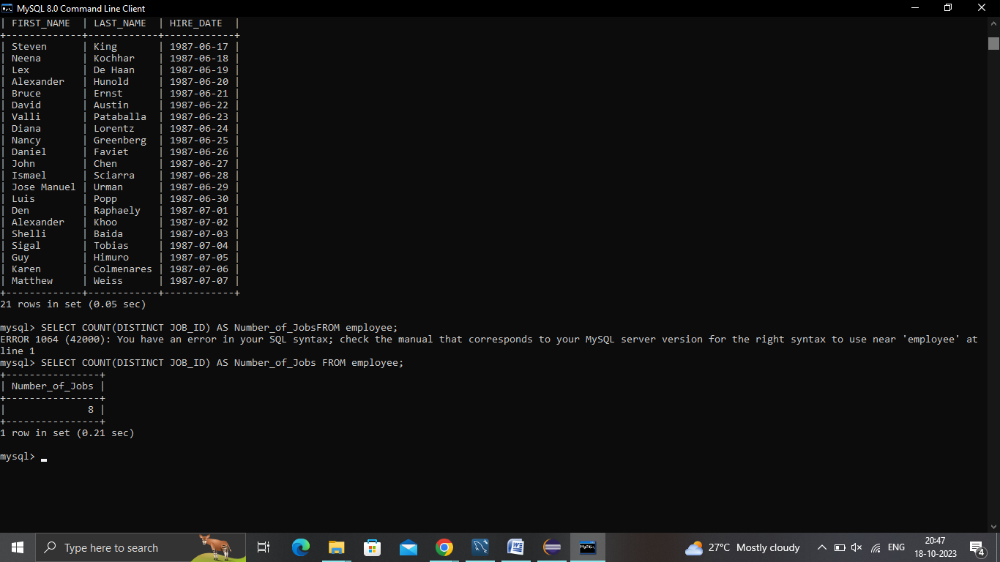 MySQL 8.0 Command Line Client
| FIRST_NAME  | LAST_NAME  | HIRE_DATE  |
+-------------+------------+------------+
| Steven      | King       | 1987-06-17 |
| Neena       | Kochhar    | 1987-06-18 |
| Lex         | De Haan    | 1987-06-19 |
| Alexander   | Hunold     | 1987-06-20 |
| Bruce       | Ernst      | 1987-06-21 |
| David       | Austin     | 1987-06-22 |
| Valli       | Pataballa  | 1987-06-23 |
| Diana       | Lorentz    | 1987-06-24 |
| Nancy       | Greenberg  | 1987-06-25 |
| Daniel      | Faviet     | 1987-06-26 |
| John        | Chen       | 1987-06-27 |
| Ismael      | Sciarra    | 1987-06-28 |
| Jose Manuel | Urman      | 1987-06-29 |
| Luis        | Popp       | 1987-06-30 |
| Den         | Raphaely   | 1987-07-01 |
| Alexander   | Khoo       | 1987-07-02 |
| Shelli      | Baida      | 1987-07-03 |
| Sigal       | Tobias     | 1987-07-04 |
| Guy         | Himuro     | 1987-07-05 |
| Karen       | Colmenares | 1987-07-06 |
| Matthew     | Weiss      | 1987-07-07 |
+-------------+------------+------------+
21 rows in set (0.05 sec)
mysql> SELECT COUNT(DISTINCT JOB_ID) AS Number_of_JobsFROM employee;
ERROR 1064 (42000): You have an error in your SQL syntax; check the manual that corresponds to your MySQL server version for the right syntax to use near 'employee' at
line 1
mysql> SELECT COUNT(DISTINCT JOB_ID) AS Number_of_Jobs FROM employee;
+----------------+
| Number_of_Jobs |
+----------------+
|              8 |
+----------------+
1 row in set (0.21 sec)
mysql>
Type here to search
27°C Mostly cloudy
ENG
20:47
18-10-2023
4